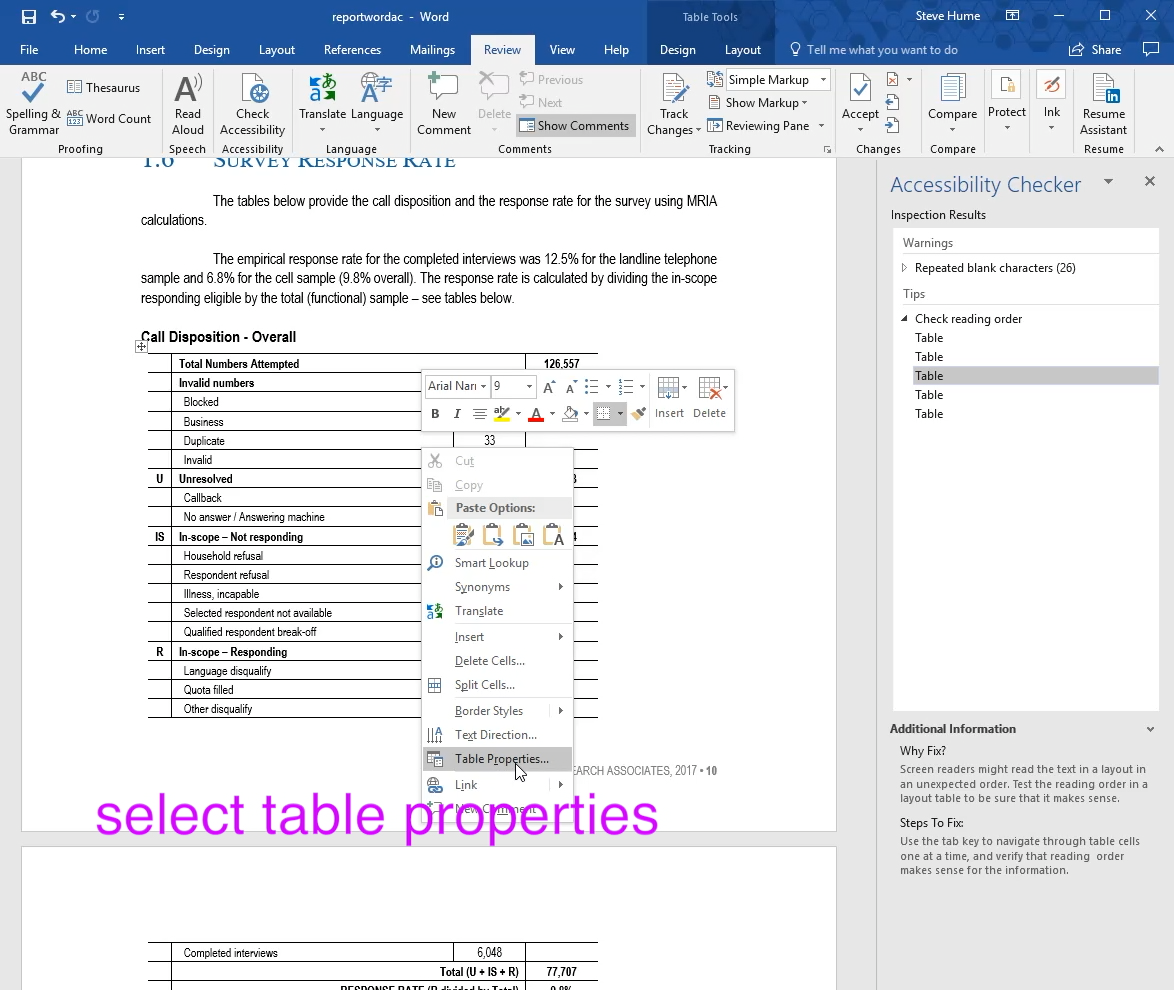 reportwordac - Word
Table Tools
Steve Hume
File Home Insert Design Layout References Mailings Review View Help Design Layout Tell me what you want to do Share
ABC
Spelling &
Grammar
Thesaurus
ABC
123 Word Count
Proofing
Read
Aloud
Speech
Check
Accessibility
Accessibility
Translate
Language
Language
New
Comment
Delete
Previous
Next
Show Comments
Comments
Track
Changes
Simple Markup
Show Markup
Reviewing Pane
Tracking
Accept
Changes
Compare
Compare
Protect
Ink
Resume
Assistant
Resume
1.6 SURVEY RESPONSE RATE
The tables below provide the call disposition and the response rate for the survey using MRIA
calculations.
The empirical response rate for the completed interviews was 12.5% for the landline telephone
sample and 6.8% for the cell sample (9.8% overall). The response rate is calculated by dividing the in-scope
responding eligible by the total (functional) sample – see tables below.
Call Disposition - Overall
Total Numbers Attempted 126,557
Invalid numbers
Blocked
Business
Duplicate 33
Invalid
U Unresolved
Callback
No answer / Answering machine
IS In-scope – Not responding
Household refusal
Respondent refusal
Illness, incapable
Selected respondent not available
Qualified respondent break-off
R In-scope – Responding
Language disqualify
Quota filled
Other disqualify
Arial Narr 9
B I A Insert Delete
Cut
Copy
Paste Options:
Smart Lookup
Synonyms
Translate
Insert
Delete Cells...
Split Cells...
Border Styles
Text Direction...
Table Properties...
Link
New Comment
EARCH ASSOCIATES, 2017 • 10
select table properties
Completed interviews 6,048
Total (U + IS + R) 77,707
RESPONSE RATE (R divided by Total) 9.8%
Accessibility Checker
Inspection Results
Warnings
Repeated blank characters (26)
Tips
Check reading order
Table
Table
Table
Table
Table
Additional Information
Why Fix?
Screen readers might read the text in a layout in
an unexpected order. Test the reading order in a
layout table to be sure that it makes sense.
Steps To Fix:
Use the tab key to navigate through table cells
one at a time, and verify that reading order
makes sense for the information.